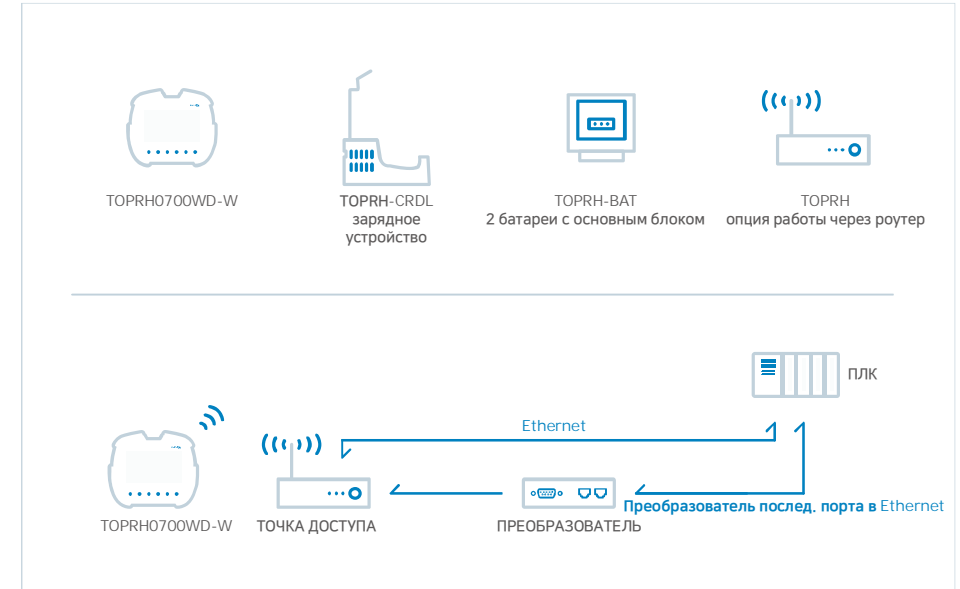 TOPRH0700WD-W
TOPRH-CRDL
зарядное
устройство
TOPRH-BAT
2 батареи с основным блоком
TOPRH
опция работы через роутер
ПЛК
Ethernet
Преобразователь послед. порта в Ethernet
TOPRH0700WD-W
ТОЧКА ДОСТУПА
ПРЕОБРАЗОВАТЕЛЬ